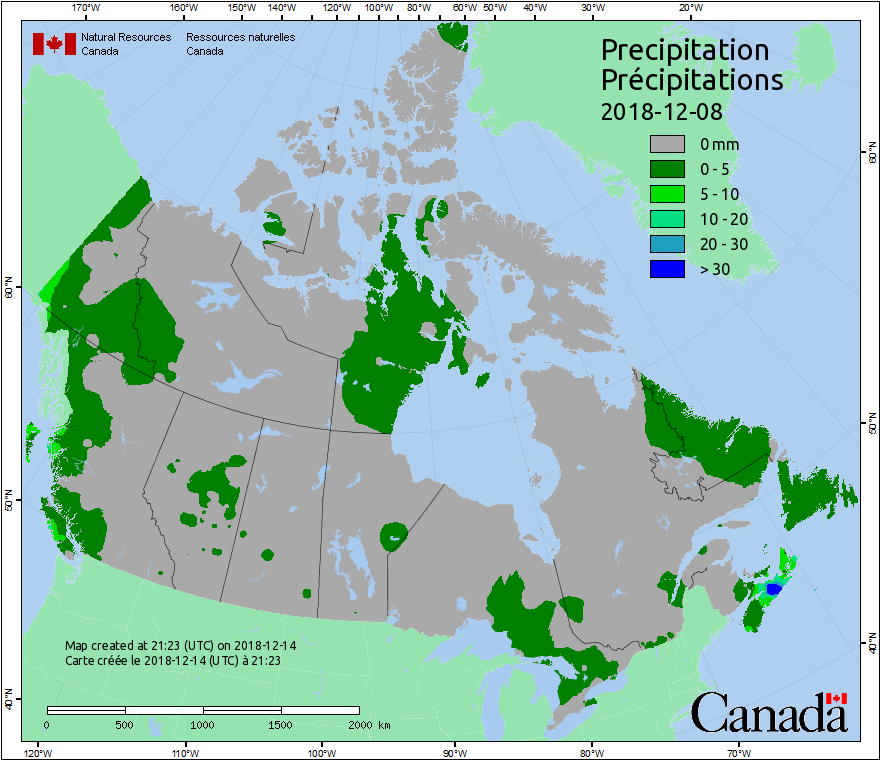 170°W 160°W 150°W 140°W 130°W 120°W 110°W 100°W 90°W 80°W 60°W 50°W 40°W 30°W 20°W
Natural Resources Ressources naturelles
Canada Canada
Precipitation
Précipitations
2018-12-08
0 mm
0 - 5
5 - 10
10 - 20
20 - 30
> 30
60°N
60°N
50°N
50°N
40°N
40°N
Map created at 21:23 (UTC) on 2018-12-14
Carte créée le 2018-12-14 (UTC) à 21:23
0 500 1000 1500 2000 km
Canada
120°W 110°W 100°W 90°W 80°W 70°W